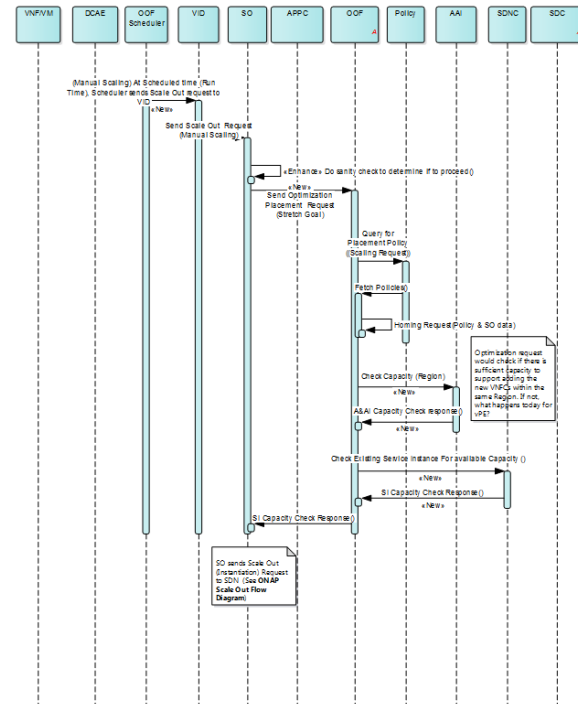 VNF/VM
DCAE
OOF
Scheduler
VID
SO
APPC
OOF
Policy
AAI
SDNC
SDC
A
(Manual Scaling) At Scheduled time (Run
Time), Scheduler sends Scale Out request to
VID
«New»
Send Scale Out Request
(Manual Scaling)
«Enhance» Do sanity check to determine if to proceed()
«New»
Send Optimization
Placement Request
(Stretch Goal)
Query for
Placement Policy
((Scaling Request))
Fetch Policies()
Homing Request(Policy & SO data)
Optimization request
would check if there is
sufficient capacity to
support adding the
new VNFCs within the
same Region. If not,
what happens today for
vPE?
Check Capacity (Region)
«New»
A&AI Capacity Check response()
«New»
Check Existing Service Instance For available Capacity ()
«New»
SI Capacity Check Response()
«New»
SI Capacity Check Response()
SO sends Scale Out
(Instantiation) Request
to SDN (See ONAP
Scale Out Flow
Diagram)